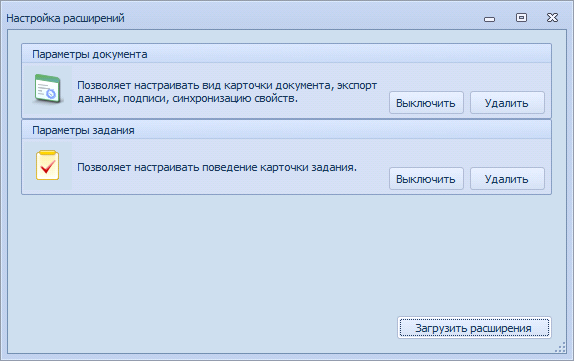 Настройка расширений
Параметры документа
Позволяет настраивать вид карточки документа, экспорт
данных, подписи, синхронизацию свойств.
Выключить
Удалить
Параметры задания
Позволяет настраивать поведение карточки задания.
Выключить
Удалить
Загрузить расширения